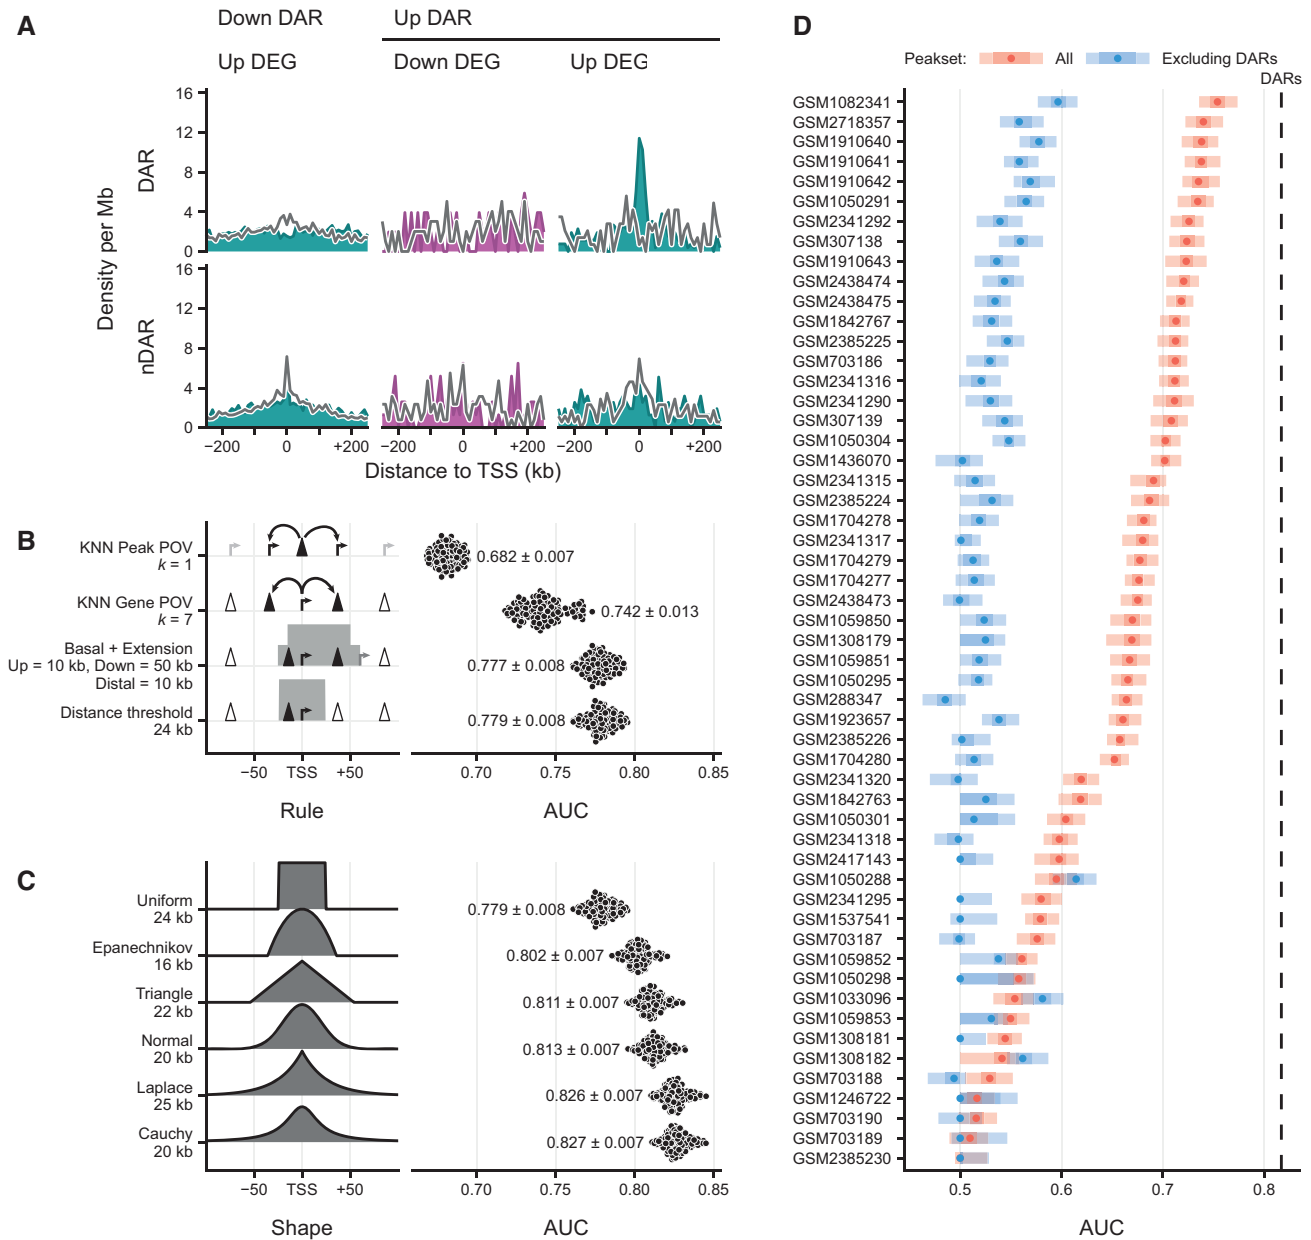 A
Down DAR
Up DAR
Up DEG
Down DEG
Up DEG
Density per Mb
DAR
16
12
8
4
0
nDAR
16
12
8
4
0
−200
0
+200
−200
0
+200
−200
0
+200
Distance to TSS (kb)
B
KNN Peak POV
k = 1
0.682 ± 0.007
KNN Gene POV
k = 7
0.742 ± 0.013
Basal + Extension
Up = 10 kb, Down = 50 kb
Distal = 10 kb
0.777 ± 0.008
Distance threshold
24 kb
0.779 ± 0.008
−50
TSS
+50
0.70
0.75
0.80
0.85
Rule
AUC
C
Uniform
24 kb
0.779 ± 0.008
Epanechnikov
16 kb
0.802 ± 0.007
Triangle
22 kb
0.811 ± 0.007
Normal
20 kb
0.813 ± 0.007
Laplace
25 kb
0.826 ± 0.007
Cauchy
20 kb
0.827 ± 0.007
−50
TSS
+50
0.70
0.75
0.80
0.85
Shape
AUC
D
Peakset:
All
Excluding DARs
DARs
GSM1082341
GSM2718357
GSM1910640
GSM1910641
GSM1910642
GSM1050291
GSM2341292
GSM307138
GSM1910643
GSM2438474
GSM2438475
GSM1842767
GSM2385225
GSM703186
GSM2341316
GSM2341290
GSM307139
GSM1050304
GSM1436070
GSM2341315
GSM2385224
GSM1704278
GSM2341317
GSM1704279
GSM1704277
GSM2438473
GSM1059850
GSM1308179
GSM1059851
GSM1050295
GSM288347
GSM1923657
GSM2385226
GSM1704280
GSM2341320
GSM1842763
GSM1050301
GSM2341318
GSM2417143
GSM1050288
GSM2341295
GSM1537541
GSM703187
GSM1059852
GSM1050298
GSM1033096
GSM1059853
GSM1308181
GSM1308182
GSM703188
GSM1246722
GSM703190
GSM703189
GSM2385230
0.5
0.6
0.7
0.8
AUC